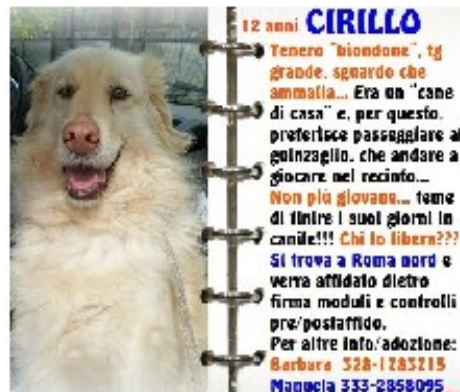 12 anni CIRILLO
Tenero "biondone", tg
grande, sguardo che
ammalia... Era un "cane
di casa" e, per questo,
preferisce passeggiare al
guinzaglio, che andare a
giocare nel recinto...
Non più giovane... teme
di finire i suoi giorni in
canile!!! Chi lo libera???
Si trova a Roma nord e
verra affidato dietro
firma moduli e controlli
pre/postaffido.
Per altre info/adozione:
Barbara 328-1283215
Manuela 333-2858095